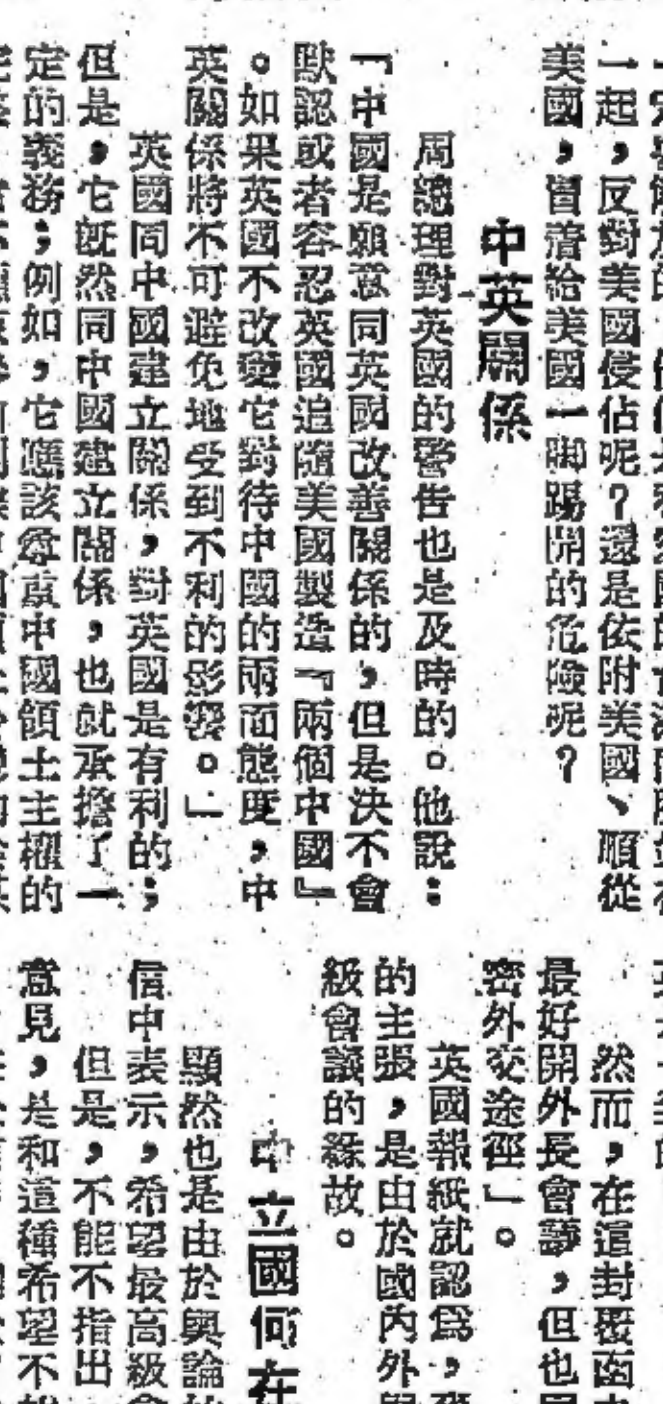 一起，反對美國侵佔呢？還是依附美國、順從
美國，冒着給美國一脚踢開的危險呢？
中英關係
周總理對英國的警告也是及時的。他說：
「中國是願意同英國改善關係的，但是決不會
默認或者容忍英國追隨美國製造『兩個中國』
。如果英國不改變它對待中國的兩面態度，中
英關係將不可避免地受到不利的影響。」
英國同中國建立關係，對英國是有利的；
但是，它旣然同中國建立關係，也就承擔了一
定的義務；例如，它應該尊重中國領土主權的
然而，在這封覆函
最好開外長會議，但也
密外交途徑」。
英國報紙就認爲，
的主張，是由於國內外
級會議的緣故。
中立國何在
顯然也是由於輿論
信中表示，希望最高級
但是，不能不指出
意見，是和這種希望不